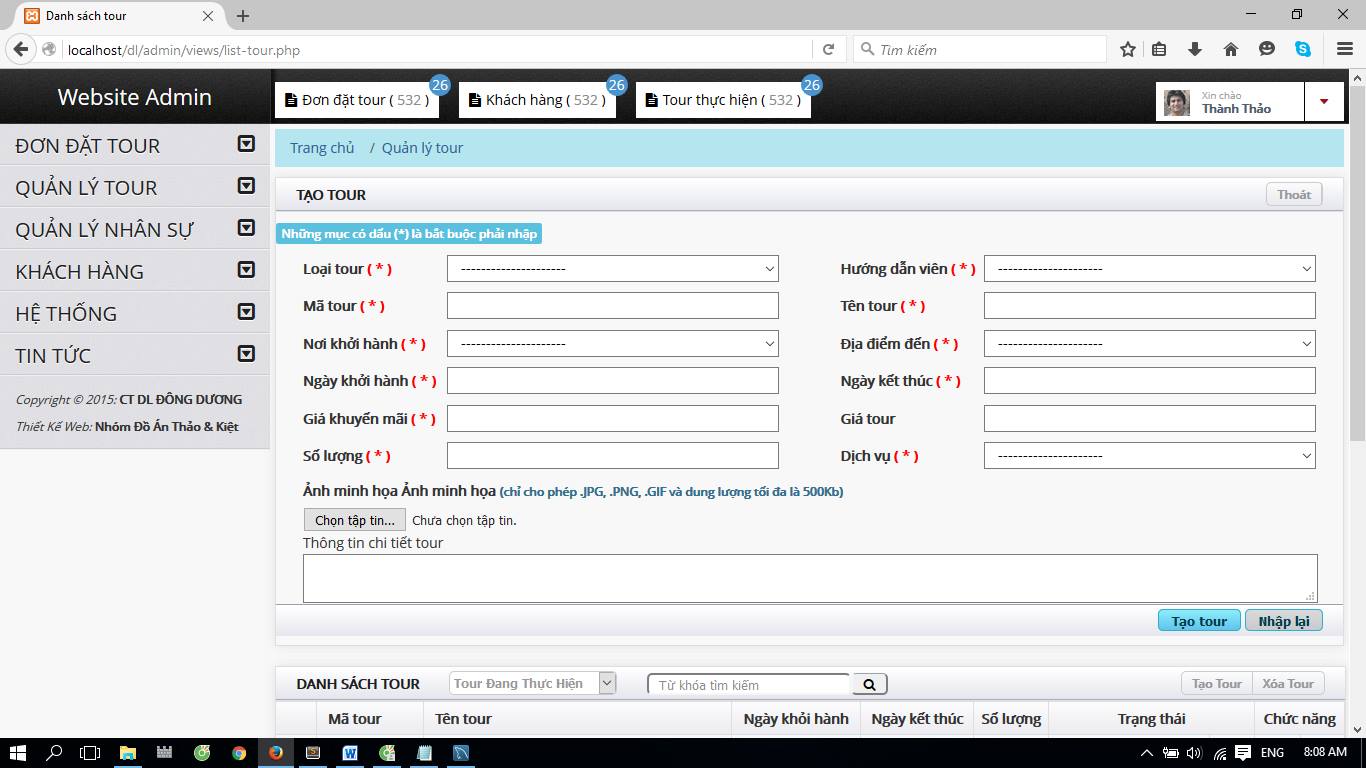 Danh sách tour
localhost/dl/admin/views/list-tour.php
Tìm kiếm
Website Admin
Đơn đặt tour ( 532 ) 26
Khách hàng ( 532 ) 26
Tour thực hiện ( 532 ) 26
Xin chào
Thành Thảo
ĐƠN ĐẶT TOUR
QUẢN LÝ TOUR
QUẢN LÝ NHÂN SỰ
KHÁCH HÀNG
HỆ THỐNG
TIN TỨC
Copyright © 2015: CT DL ĐÔNG DƯƠNG
Thiết Kế Web: Nhóm Đồ Án Thảo & Kiệt
Trang chủ / Quản lý tour
TẠO TOUR Thoát
Những mục có dấu (*) là bắt buộc phải nhập
Loại tour ( * ) --------------------- Hướng dẫn viên ( * ) ---------------------
Mã tour ( * ) Tên tour ( * )
Nơi khởi hành ( * ) --------------------- Địa điểm đến ( * ) ---------------------
Ngày khởi hành ( * ) Ngày kết thúc ( * )
Giá khuyến mãi ( * ) Giá tour
Số lượng ( * ) Dịch vụ ( * ) ---------------------
Ảnh minh họa Ảnh minh họa (chỉ cho phép .JPG, .PNG, .GIF và dung lượng tối đa là 500Kb)
Chọn tập tin... Chưa chọn tập tin.
Thông tin chi tiết tour
Tạo tour Nhập lại
DANH SÁCH TOUR Tour Đang Thực Hiện Từ khóa tìm kiếm Tạo Tour Xóa Tour
Mã tour Tên tour Ngày khỏi hành Ngày kết thúc Số lượng Trạng thái Chức năng
ENG 8:08 AM